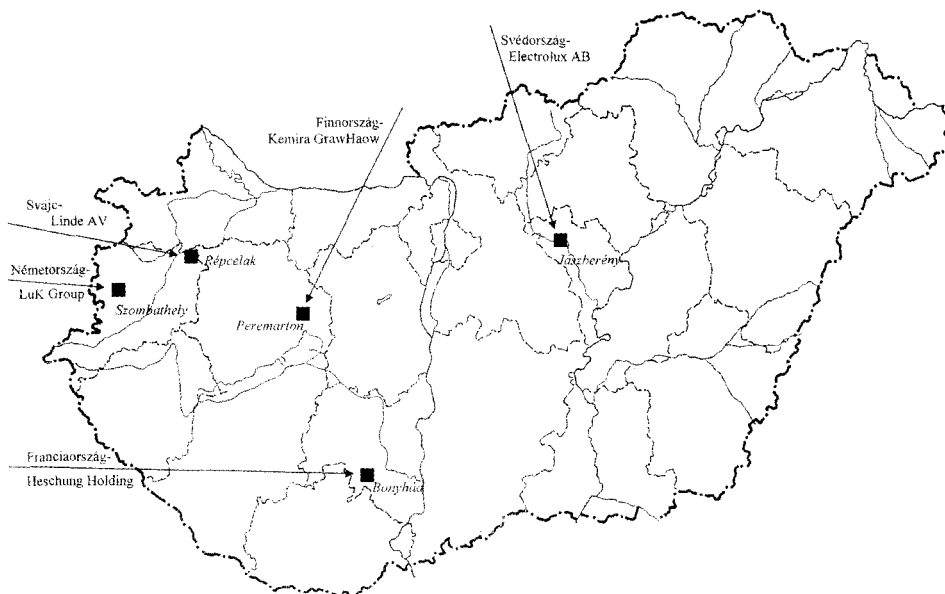 Svédország-
Electrolux AB
Finnország-
Kemira GrawHaow
Svájc-
Linde AV
Répcelak
Jászberény
Németország-
LuK Group
Szombathely
Peremarton
Franciaország-
Heschung Holding
Bonyhád